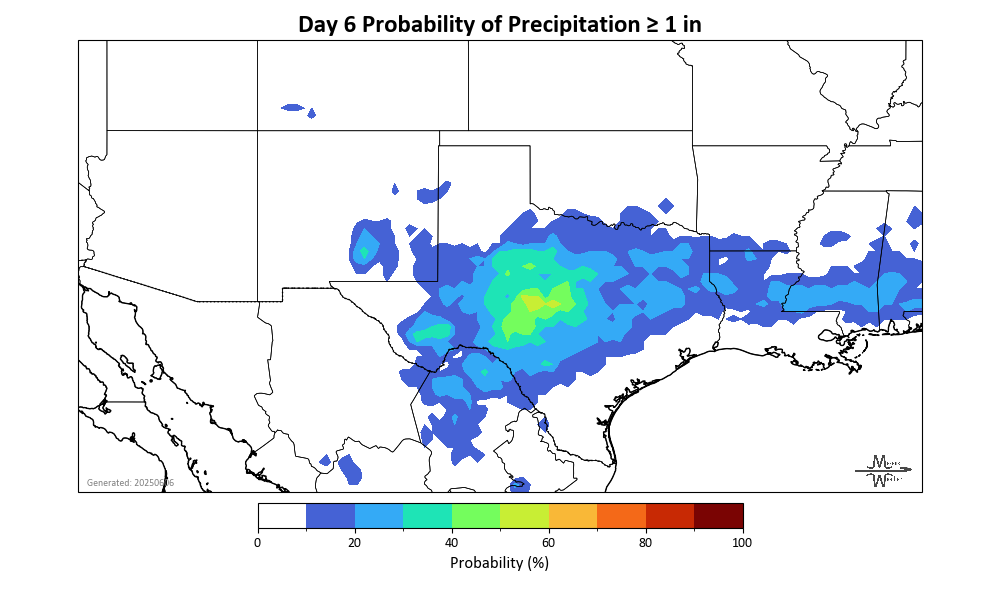 Day 6 Probability of Precipitation ≥ 1 in
Generated: 20250606
0 20 40 60 80 100
Probability (%)